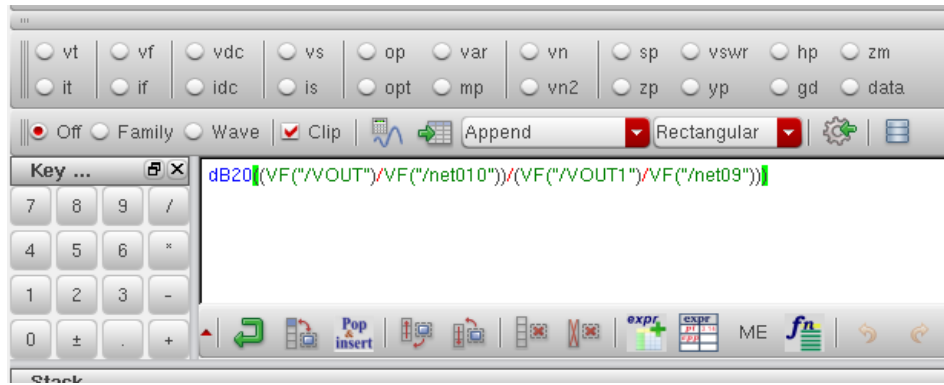 vt vf vdc vs op var vn sp vswr hp zm
it if idc is opt mp vn2 zp yp gd data
Off Family Wave Clip Append Rectangular
Key ...
dB20((VF("/VOUT")/VF("/net010"))/(VF("/VOUT1")/VF("/net09")))
7 8 9 /
4 5 6 *
1 2 3 -
0 ± . +
Pop & insert expr expr ME fn
Stack